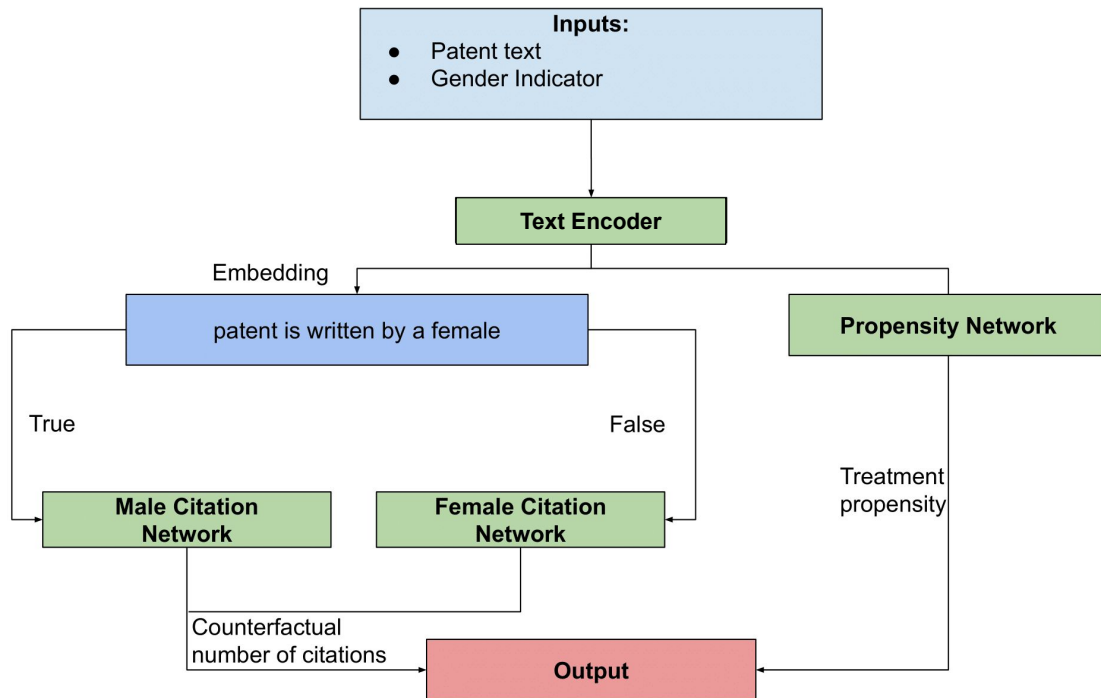 Inputs:
● Patent text
● Gender Indicator
Text Encoder
Embedding
patent is written by a female
Propensity Network
True
False
Treatment
propensity
Male Citation
Network
Female Citation
Network
Counterfactual
number of citations
Output